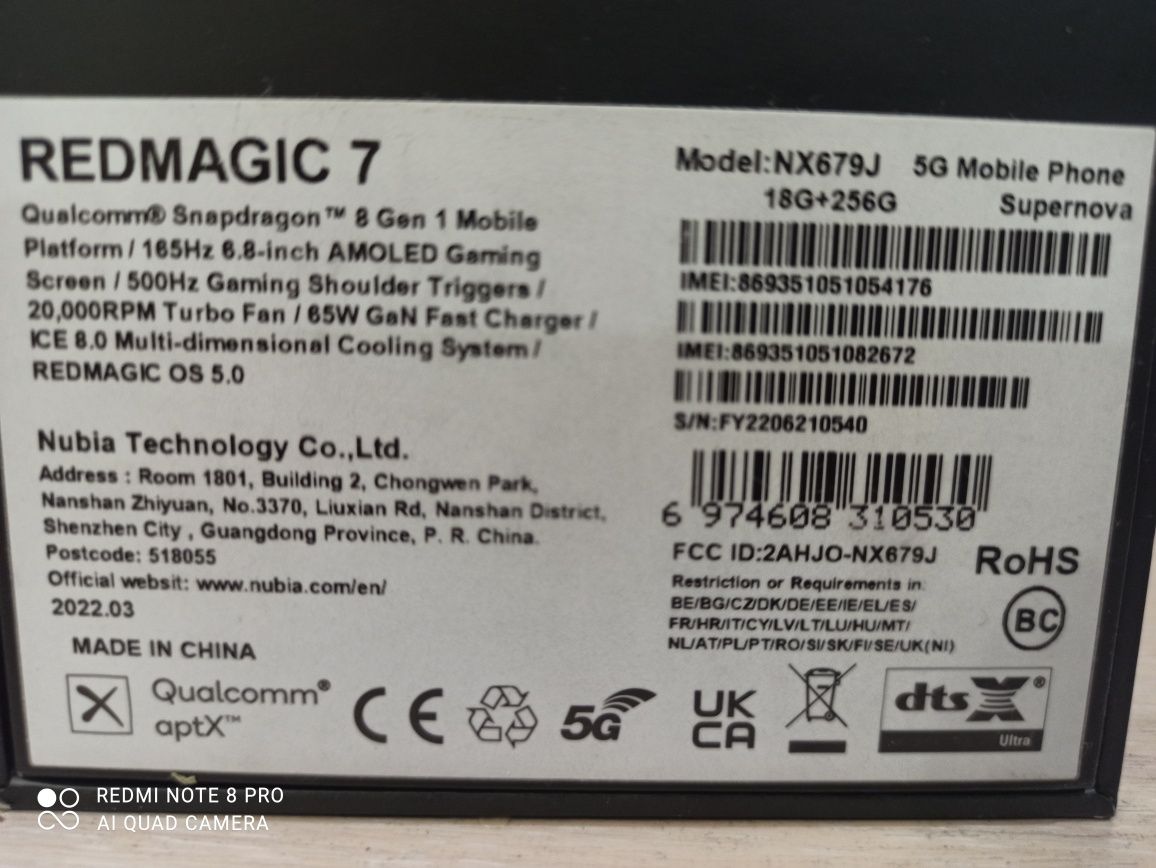 REDMAGIC 7
Qualcomm® Snapdragon™ 8 Gen 1 Mobile
Platform / 165Hz 6.8-inch AMOLED Gaming
Screen / 500Hz Gaming Shoulder Triggers /
20,000RPM Turbo Fan / 65W GaN Fast Charger /
ICE 8.0 Multi-dimensional Cooling System /
REDMAGIC OS 5.0
Nubia Technology Co.,Ltd.
Address : Room 1801, Building 2, Chongwen Park,
Nanshan Zhiyuan, No.3370, Liuxian Rd, Nanshan District,
Shenzhen City , Guangdong Province, P. R. China.
Postcode: 518055
Official websit: www.nubia.com/en/
2022.03
MADE IN CHINA
Qualcomm®
aptX™
CE
5G
UK
CA
dtsX®
Ultra
Model:NX679J 5G Mobile Phone
18G+256G Supernova
IMEI:869351051054176
IMEI:869351051082672
S/N:FY2206210540
6 974608 310530
FCC ID:2AHJO-NX679J
RoHS
Restriction or Requirements in:
BE/BG/CZ/DK/DE/EE/IE/EL/ES/
FR/HR/IT/CY/LV/LT/LU/HU/MT/
NL/AT/PL/PT/RO/SI/SK/FI/SE/UK(NI)
BC
REDMI NOTE 8 PRO
AI QUAD CAMERA